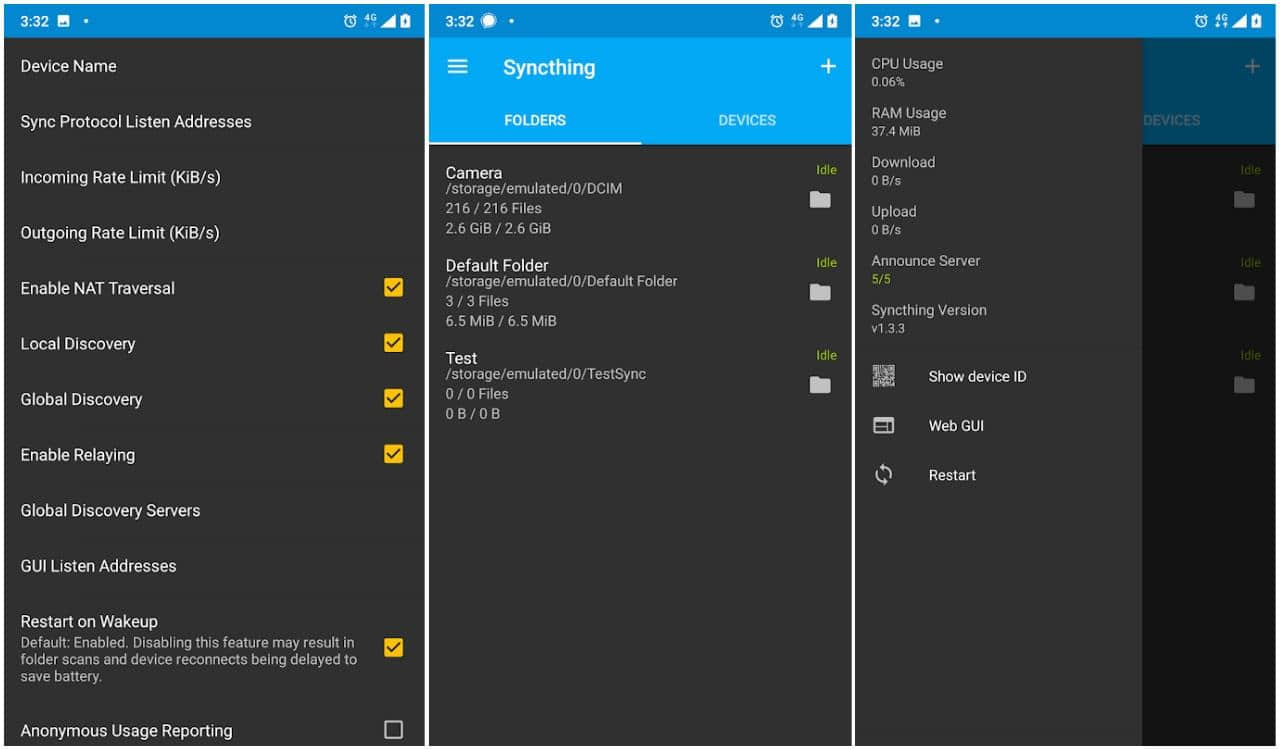 3:32
4G
Device Name
Sync Protocol Listen Addresses
Incoming Rate Limit (KiB/s)
Outgoing Rate Limit (KiB/s)
Enable NAT Traversal
Local Discovery
Global Discovery
Enable Relaying
Global Discovery Servers
GUI Listen Addresses
Restart on Wakeup
Default: Enabled. Disabling this feature may result in
folder scans and device reconnects being delayed to
save battery.
Anonymous Usage Reporting
3:32
4G
Syncthing
FOLDERS
DEVICES
Camera
Idle
/storage/emulated/0/DCIM
216 / 216 Files
2.6 GiB / 2.6 GiB
Default Folder
Idle
/storage/emulated/0/Default Folder
3 / 3 Files
6.5 MiB / 6.5 MiB
Test
Idle
/storage/emulated/0/TestSync
0 / 0 Files
0 B / 0 B
3:32
4G
CPU Usage
0.06%
RAM Usage
37.4 MiB
Download
0 B/s
Upload
0 B/s
Announce Server
5/5
Syncthing Version
v1.3.3
Show device ID
Web GUI
Restart
DEVICES
Idle
Idle
Idle